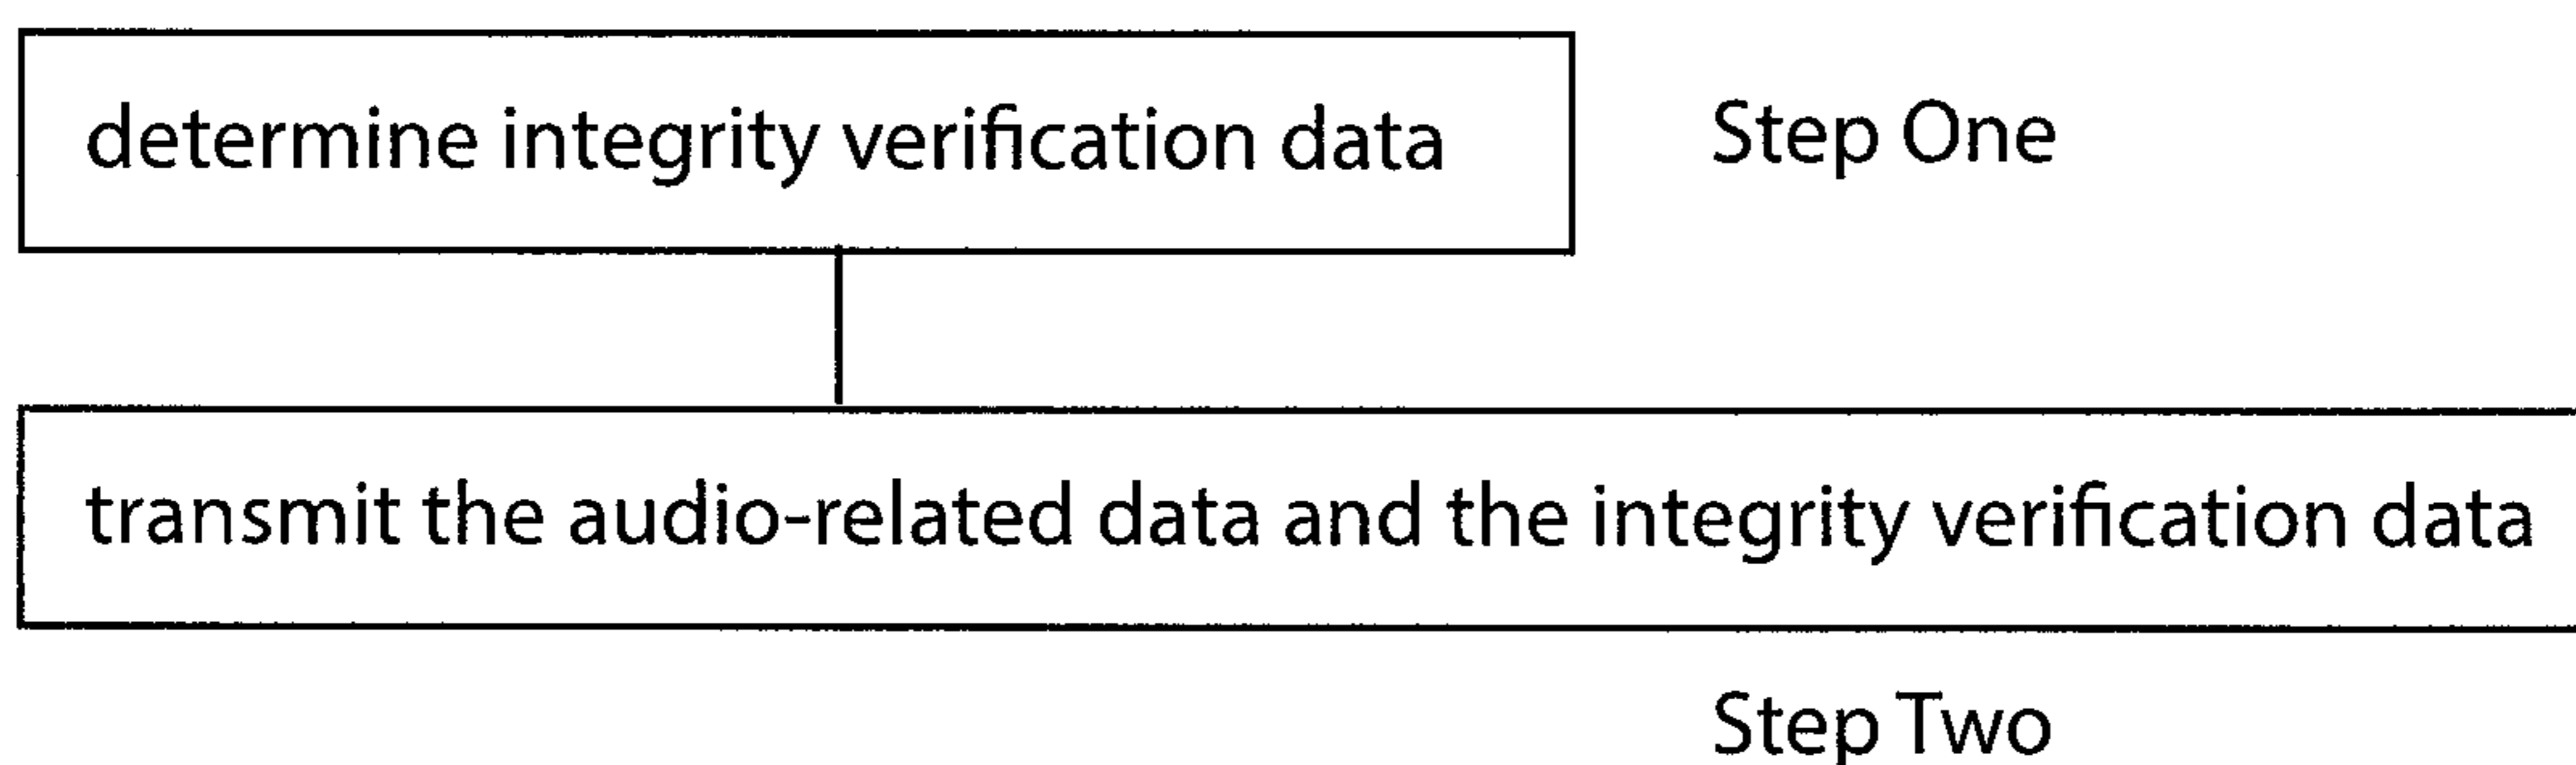 determine integrity verification data
Step One
transmit the audio-related data and the integrity verification data
Step Two